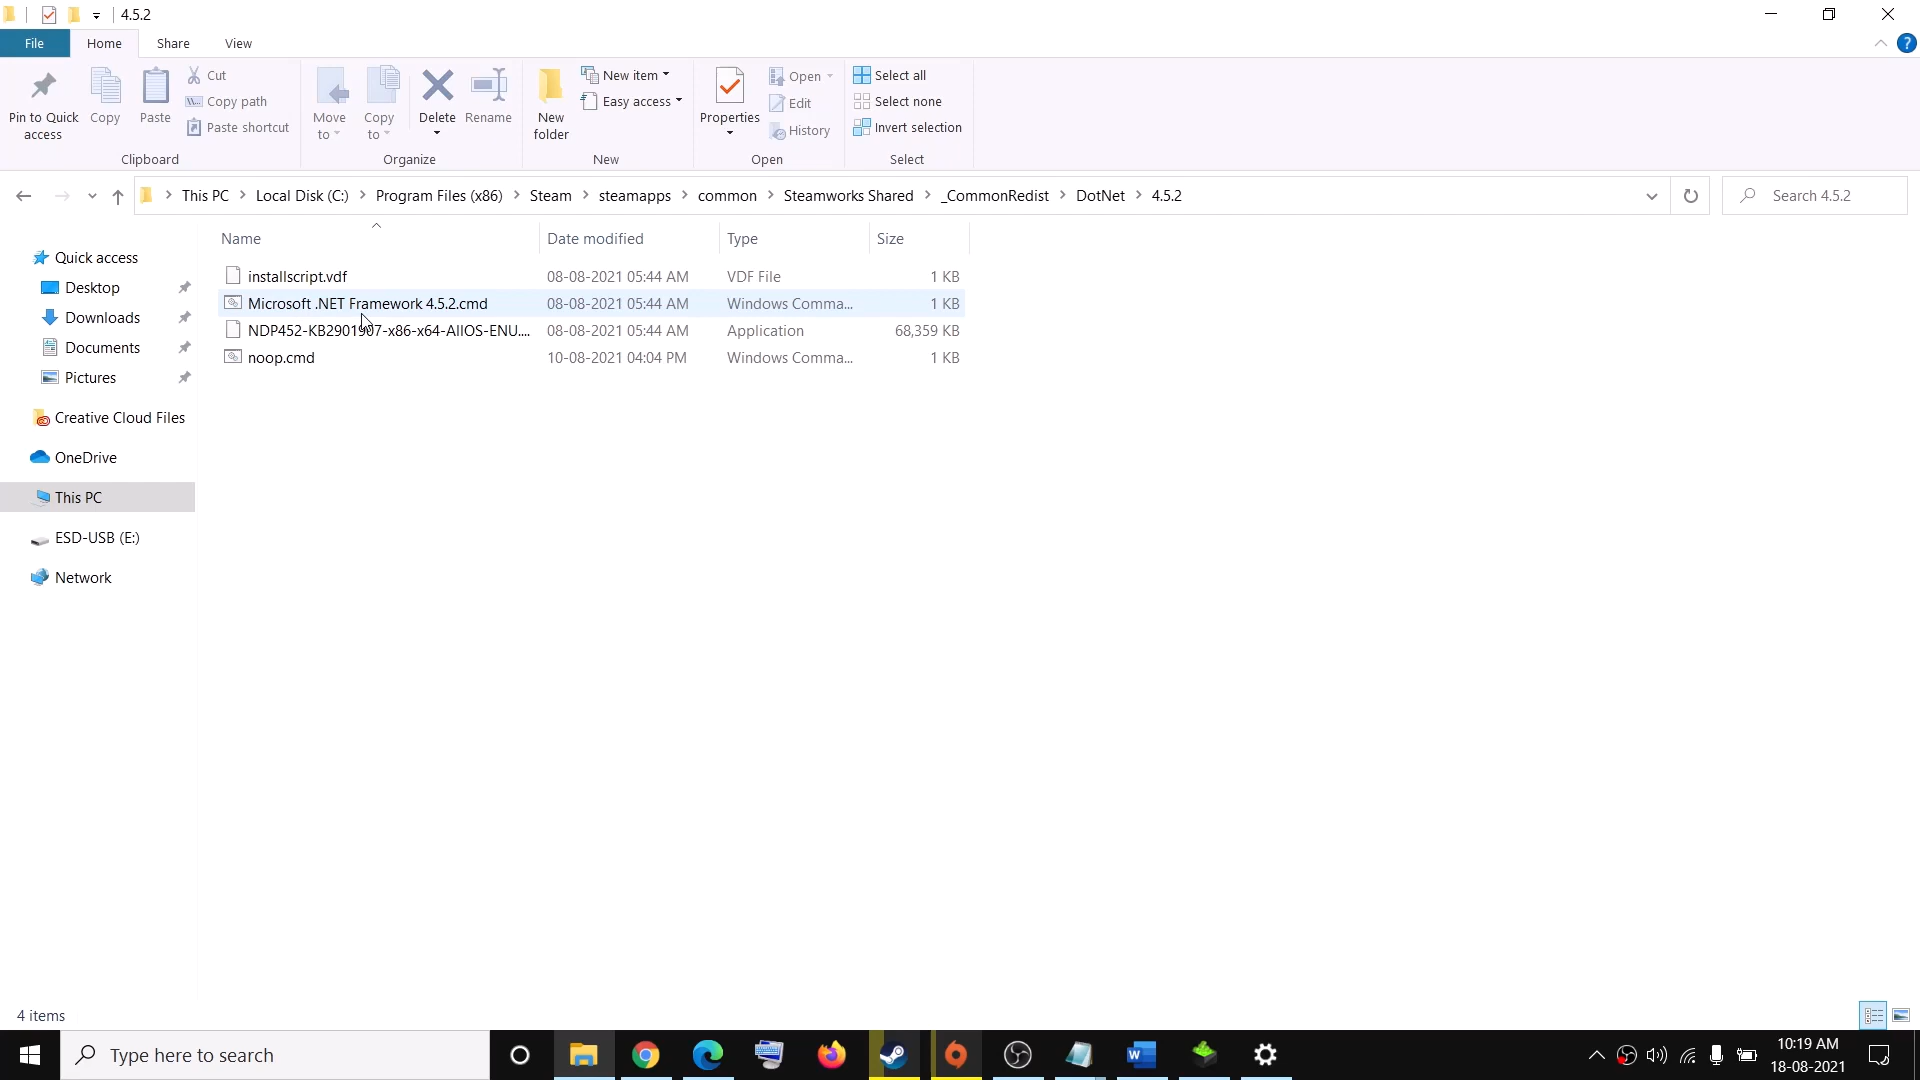 4.5.2
File Home Share View
Pin to Quick access
Copy
Paste
Cut
Copy path
Paste shortcut
Clipboard
Move to
Copy to
Delete
Rename
Organize
New folder
New item
Easy access
New
Properties
Open
Edit
History
Open
Select all
Select none
Invert selection
Select
This PC > Local Disk (C:) > Program Files (x86) > Steam > steamapps > common > Steamworks Shared > _CommonRedist > DotNet > 4.5.2
Search 4.5.2
Name Date modified Type Size
installscript.vdf 08-08-2021 05:44 AM VDF File 1 KB
Microsoft .NET Framework 4.5.2.cmd 08-08-2021 05:44 AM Windows Comma... 1 KB
NDP452-KB2901907-x86-x64-AllOS-ENU.... 08-08-2021 05:44 AM Application 68,359 KB
noop.cmd 10-08-2021 04:04 PM Windows Comma... 1 KB
Quick access
Desktop
Downloads
Documents
Pictures
Creative Cloud Files
OneDrive
This PC
ESD-USB (E:)
Network
4 items
Type here to search
10:19 AM
18-08-2021